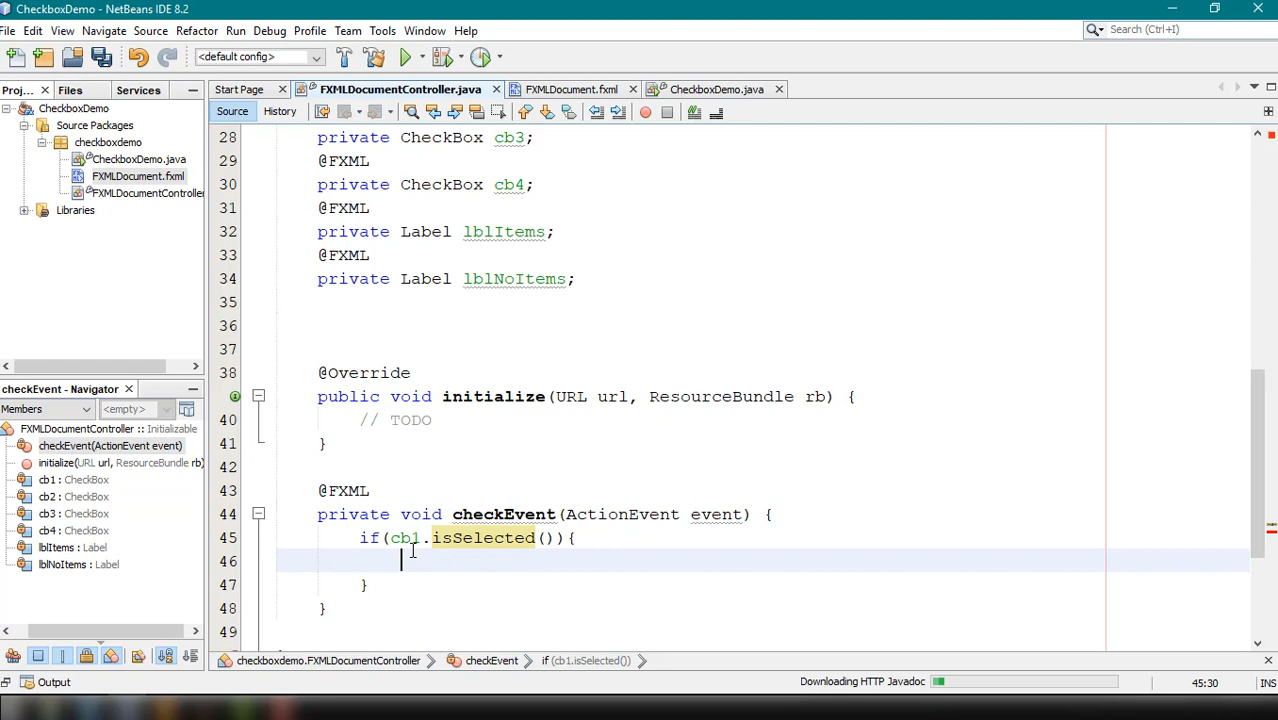 CheckboxDemo - NetBeans IDE 8.2
File Edit View Navigate Source Refactor Run Debug Profile Team Tools Window Help
Search (Ctrl+I)
<default config>
Proj... Files Services
Start Page FXMLDocumentController.java FXMLDocument.fxml CheckboxDemo.java
Source History
CheckboxDemo
Source Packages
checkboxdemo
CheckboxDemo.java
FXMLDocument.fxml
FXMLDocumentController
Libraries
checkEvent - Navigator
Members <empty>
FXMLDocumentController :: Initializable
checkEvent(ActionEvent event)
initialize(URL url, ResourceBundle rb)
cb1 : CheckBox
cb2 : CheckBox
cb3 : CheckBox
cb4 : CheckBox
lblItems : Label
lblNoItems : Label
28 private CheckBox cb3;
29 @FXML
30 private CheckBox cb4;
31 @FXML
32 private Label lblItems;
33 @FXML
34 private Label lblNoItems;
35
36
37
38 @Override
public void initialize(URL url, ResourceBundle rb) {
40 // TODO
41 }
42
43 @FXML
44 private void checkEvent(ActionEvent event) {
45 if(cb1.isSelected()){
46
47 }
48 }
49
checkboxdemo.FXMLDocumentController checkEvent if (cb1.isSelected())
Output
Downloading HTTP Javadoc
45:30
INS